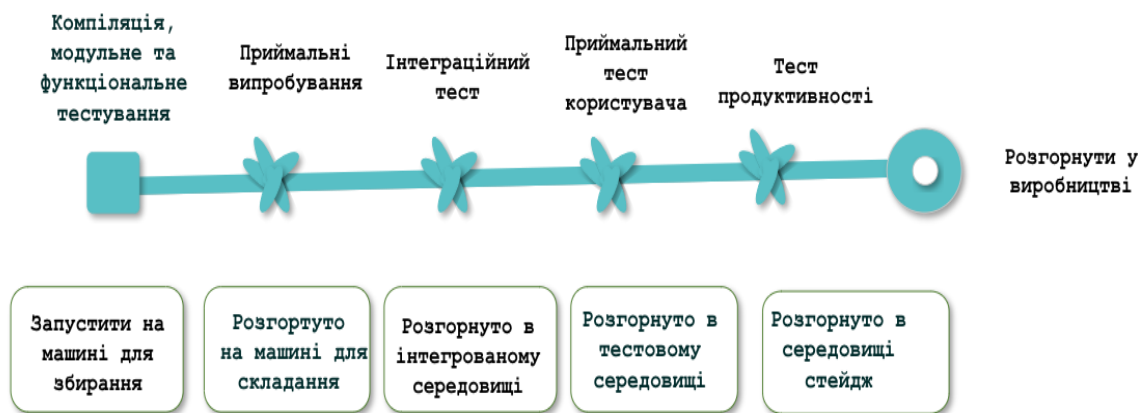 Компіляція,
модульне та
функціональне
тестування
Приймальні
випробування
Інтеграційний
тест
Приймальний
тест
користувача
Тест
продуктивності
Розгорнути у
виробництві
Запустити на
машині для
збирання
Розгортуто
на машині для
складання
Розгорнуто в
інтегрованому
середовищі
Розгорнуто в
тестовому
середовищі
Розгорнуто в
середовищі
стейдж